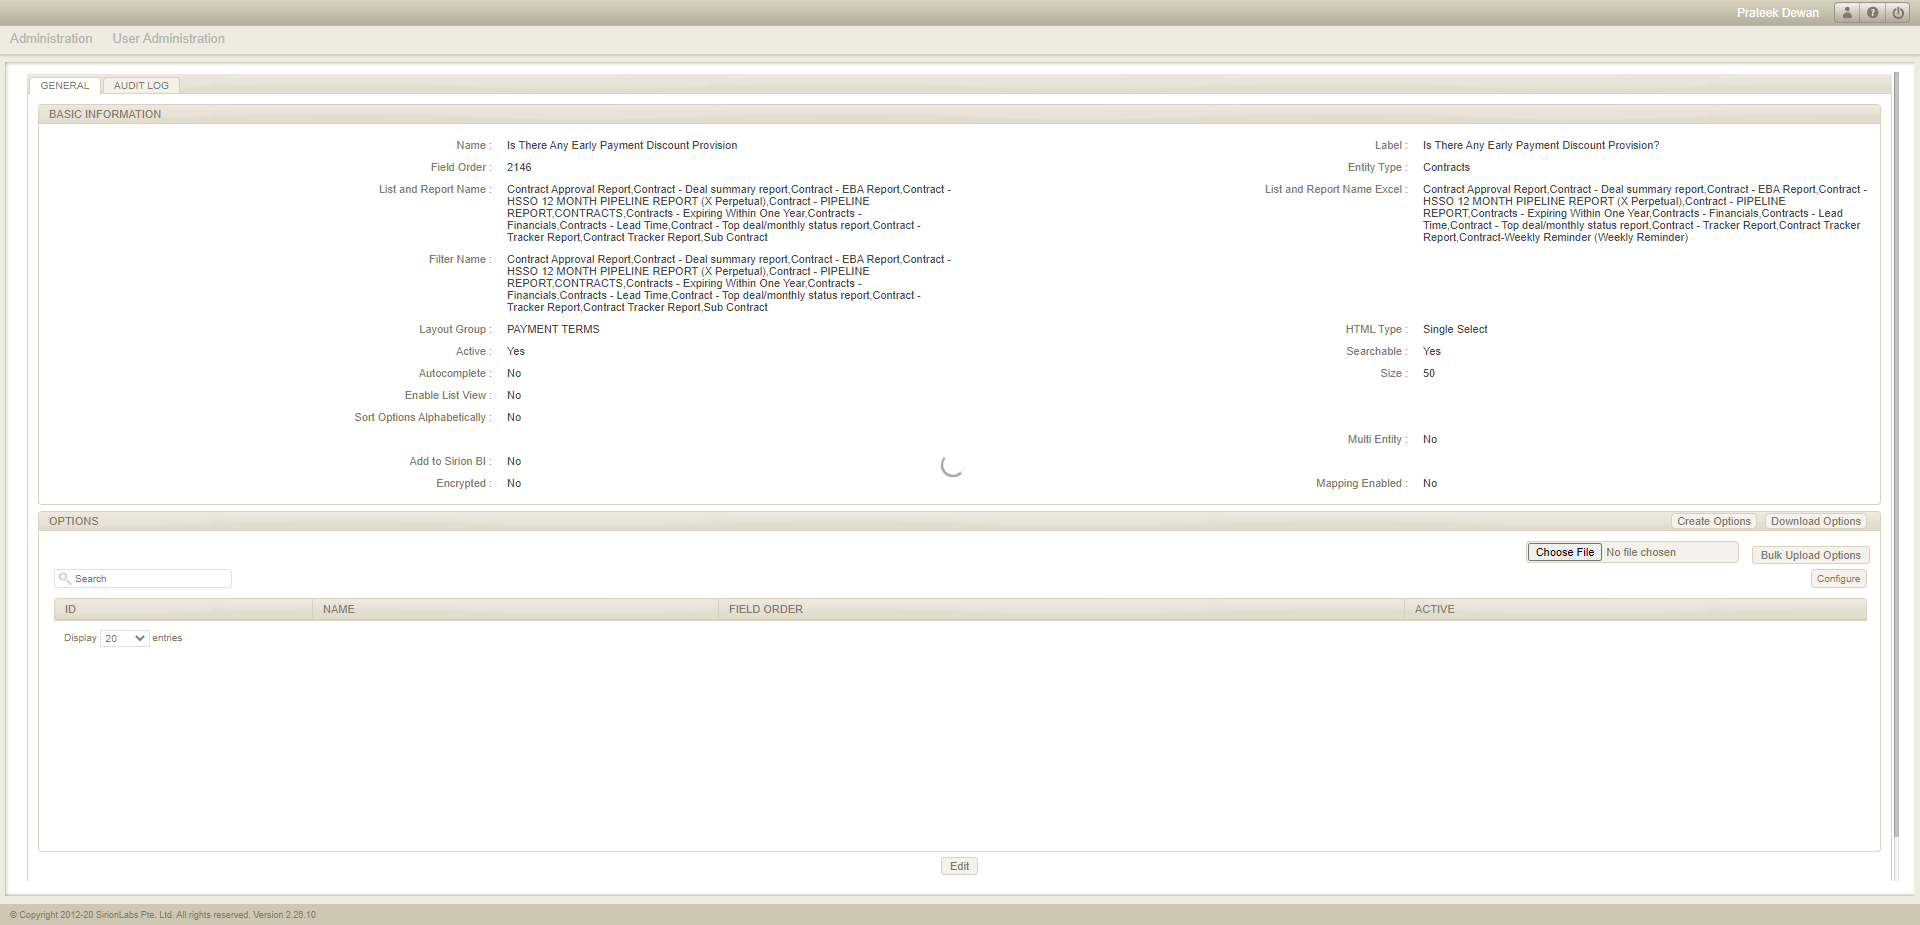 Prateek Dewan
Administration User Administration
GENERAL AUDIT LOG
BASIC INFORMATION
Name : Is There Any Early Payment Discount Provision
Label : Is There Any Early Payment Discount Provision?
Field Order : 2146
Entity Type : Contracts
List and Report Name : Contract Approval Report,Contract - Deal summary report,Contract - EBA Report,Contract -
HSSO 12 MONTH PIPELINE REPORT (X Perpetual),Contract - PIPELINE
REPORT,CONTRACTS,Contracts - Expiring Within One Year,Contracts -
Financials,Contracts - Lead Time,Contract - Top deal/monthly status report,Contract -
Tracker Report,Contract Tracker Report,Sub Contract
List and Report Name Excel : Contract Approval Report,Contract - Deal summary report,Contract - EBA Report,Contract -
HSSO 12 MONTH PIPELINE REPORT (X Perpetual),Contract - PIPELINE
REPORT,Contracts - Expiring Within One Year,Contracts - Financials,Contracts - Lead
Time,Contract - Top deal/monthly status report,Contract - Tracker Report,Contract Tracker
Report,Contract-Weekly Reminder (Weekly Reminder)
Filter Name : Contract Approval Report,Contract - Deal summary report,Contract - EBA Report,Contract -
HSSO 12 MONTH PIPELINE REPORT (X Perpetual),Contract - PIPELINE
REPORT,CONTRACTS,Contracts - Expiring Within One Year,Contracts -
Financials,Contracts - Lead Time,Contract - Top deal/monthly status report,Contract -
Tracker Report,Contract Tracker Report,Sub Contract
Layout Group : PAYMENT TERMS
HTML Type : Single Select
Active : Yes
Searchable : Yes
Autocomplete : No
Size : 50
Enable List View : No
Sort Options Alphabetically : No
Multi Entity : No
Add to Sirion BI : No
Encrypted : No
Mapping Enabled : No
OPTIONS
Create Options Download Options
Choose File No file chosen
Bulk Upload Options
Search
Configure
ID NAME FIELD ORDER ACTIVE
Display 20 entries
Edit
© Copyright 2012-20 SirionLabs Pte. Ltd. All rights reserved. Version 2.26.10